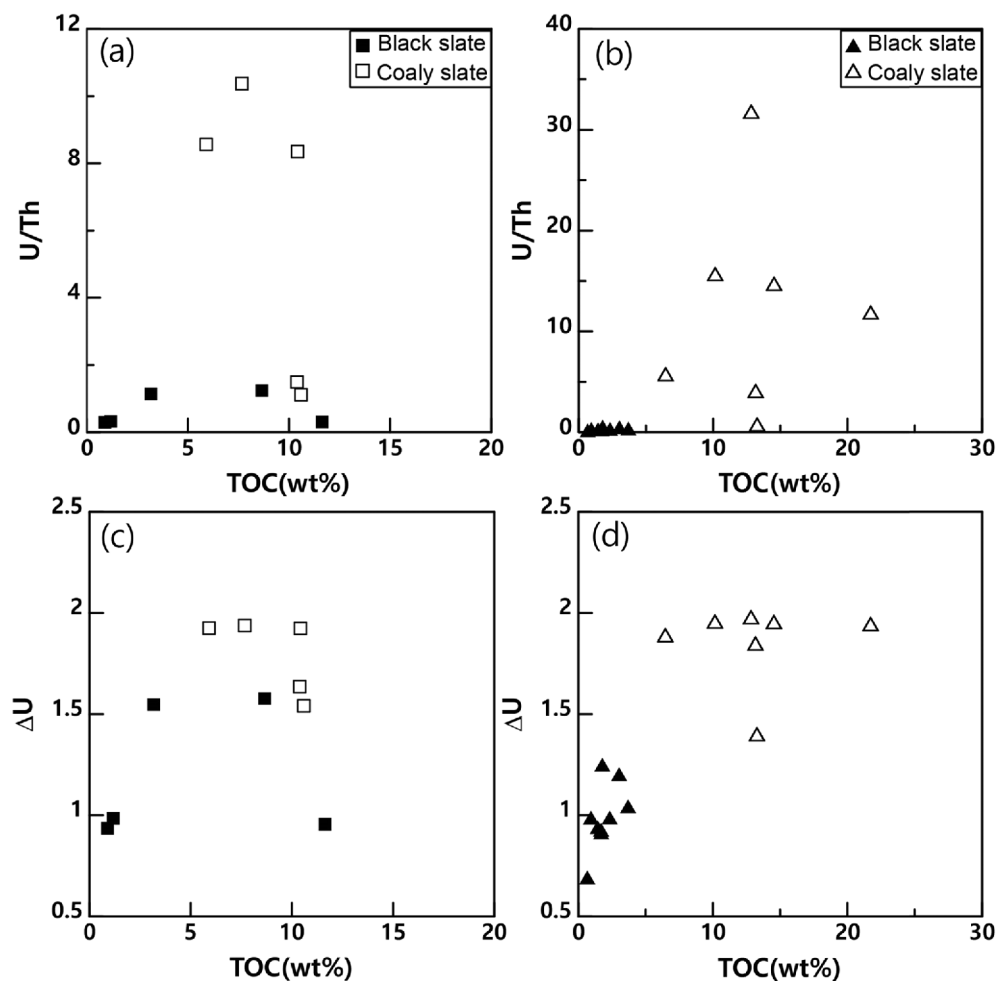 (a)
Black slate
Coaly slate
12
8
4
0
U/Th
0 5 10 15 20
TOC(wt%)
(b)
Black slate
Coaly slate
40
30
20
10
0
U/Th
0 10 20 30
TOC(wt%)
(c)
2.5
2
1.5
1
0.5
ΔU
0 5 10 15 20
TOC(wt%)
(d)
2.5
2
1.5
1
0.5
ΔU
0 10 20 30
TOC(wt%)